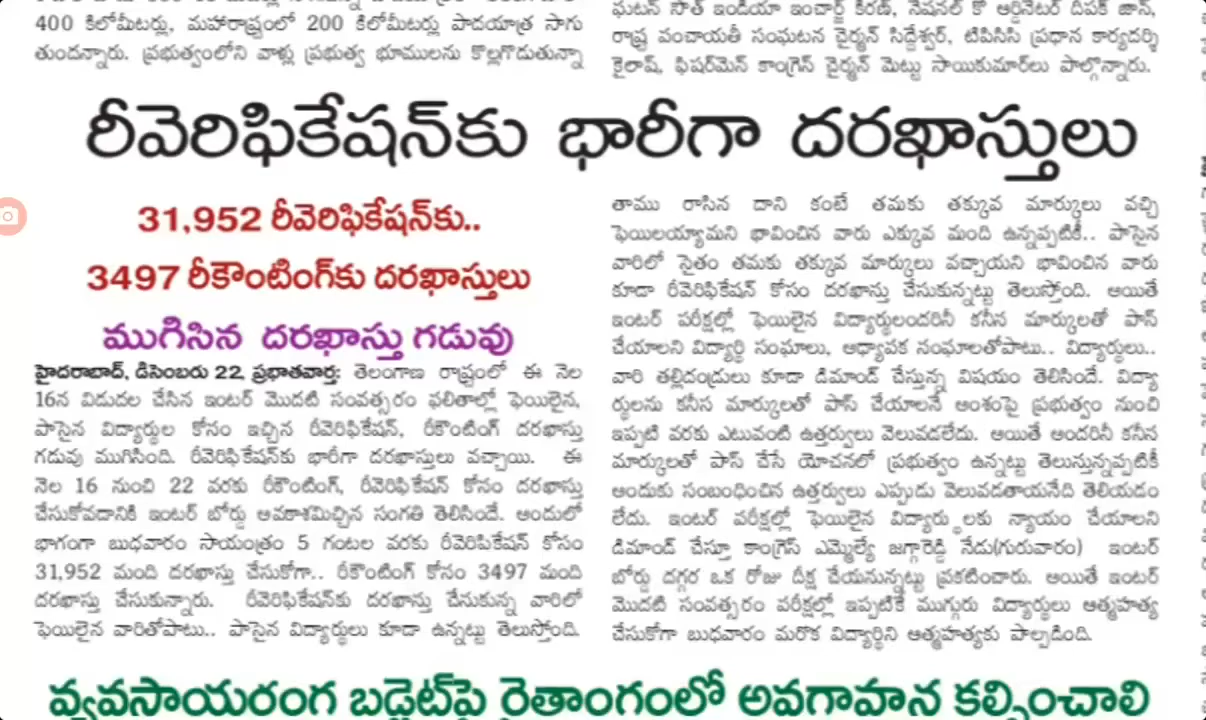 400 కిలోమీటర్లు, మహారాష్ట్రంలో 200 కిలోమీటర్లు పాదయాత్ర సాగు
తుందన్నారు. ప్రభుత్వంలోని వాళ్లు ప్రభుత్వ భూములను కొల్లగొడుతున్నా
ఘటన్ సౌత్ ఇండియా ఇంచార్జ్ కిరణ్, నేషనల్ కో ఆర్డినేటర్ దీపక్ జాన్,
రాష్ట్ర పంచాయతీ సంఘటన చైర్మన్ సిద్దేశ్వర్, టిపిసిసి ప్రధాన కార్యదర్శి
కైలాష్, ఫిషర్‌మెన్ కాంగ్రెస్ చైర్మన్ మెట్టు సాయికుమార్‌లు పాల్గొన్నారు.
రీవెరిఫికేషన్‌కు భారీగా దరఖాస్తులు
31,952 రీవెరిఫికేషన్‌కు..
3497 రీకౌంటింగ్‌కు దరఖాస్తులు
ముగిసిన దరఖాస్తు గడువు
హైదరాబాద్, డిసెంబరు 22, ప్రభాతవార్త: తెలంగాణ రాష్ట్రంలో ఈ నెల
16న విడుదల చేసిన ఇంటర్ మొదటి సంవత్సరం ఫలితాల్లో ఫెయిలైన,
పాసైన విద్యార్థుల కోసం ఇచ్చిన రీవెరిఫికేషన్, రీకౌంటింగ్ దరఖాస్తు
గడువు ముగిసింది. రీవెరిఫికేషన్‌కు భారీగా దరఖాస్తులు వచ్చాయి. ఈ
నెల 16 నుంచి 22 వరకు రీకౌంటింగ్, రీవెరిఫికేషన్ కోసం దరఖాస్తు
చేసుకోవడానికి ఇంటర్ బోర్డు అవకాశమిచ్చిన సంగతి తెలిసిందే. అందులో
భాగంగా బుధవారం సాయంత్రం 5 గంటల వరకు రీవెరిపికేషన్ కోసం
31,952 మంది దరఖాస్తు చేసుకోగా.. రీకౌంటింగ్ కోసం 3497 మంది
దరఖాస్తు చేసుకున్నారు. రీవెరిఫికేషన్‌కు దరఖాస్తు చేసుకున్న వారిలో
ఫెయిలైన వారితోపాటు.. పాసైన విద్యార్థులు కూడా ఉన్నట్టు తెలుస్తోంది.
తాము రాసిన దాని కంటే తమకు తక్కువ మార్కులు వచ్చి
ఫెయిలయ్యామని భావించిన వారు ఎక్కువ మంది ఉన్నప్పటికీ.. పాసైన
వారిలో సైతం తమకు తక్కువ మార్కులు వచ్చాయని భావించిన వారు
కూడా రీవెరిఫికేషన్ కోసం దరఖాస్తు చేసుకున్నట్టు తెలుస్తోంది. అయితే
ఇంటర్ పరీక్షల్లో ఫెయిలైన విద్యార్థులందరినీ కనీస మార్కులతో పాస్
చేయాలని విద్యార్థి సంఘాలు, అధ్యాపక సంఘాలతోపాటు.. విద్యార్థులు..
వారి తల్లిదండ్రులు కూడా డిమాండ్ చేస్తున్న విషయం తెలిసిందే. విద్యా
ర్థులను కనీస మార్కులతో పాస్ చేయాలనే అంశంపై ప్రభుత్వం నుంచి
ఇప్పటి వరకు ఎటువంటి ఉత్తర్వులు వెలువడలేదు. అయితే అందరినీ కనీస
మార్కులతో పాస్ చేసే యోచనలో ప్రభుత్వం ఉన్నట్టు తెలుస్తున్నప్పటికీ
అందుకు సంబంధించిన ఉత్తర్వులు ఎప్పుడు వెలువడతాయనేది తెలియడం
లేదు. ఇంటర్ పరీక్షల్లో ఫెయిలైన విద్యార్థులకు న్యాయం చేయాలని
డిమాండ్ చేస్తూ కాంగ్రెస్ ఎమ్మెల్యే జగ్గారెడ్డి నేడు(గురువారం) ఇంటర్
బోర్డు దగ్గర ఒక రోజు దీక్ష చేయనున్నట్టు ప్రకటించారు. అయితే ఇంటర్
మొదటి సంవత్సరం పరీక్షల్లో ఇప్పటికే ముగ్గురు విద్యార్థులు ఆత్మహత్య
చేసుకోగా బుధవారం మరొక విద్యార్థిని ఆత్మహత్యకు పాల్పడింది.
వ్యవసాయరంగ బడ్జెట్‌పై రైతాంగంలో అవగాహన కల్పించాలి